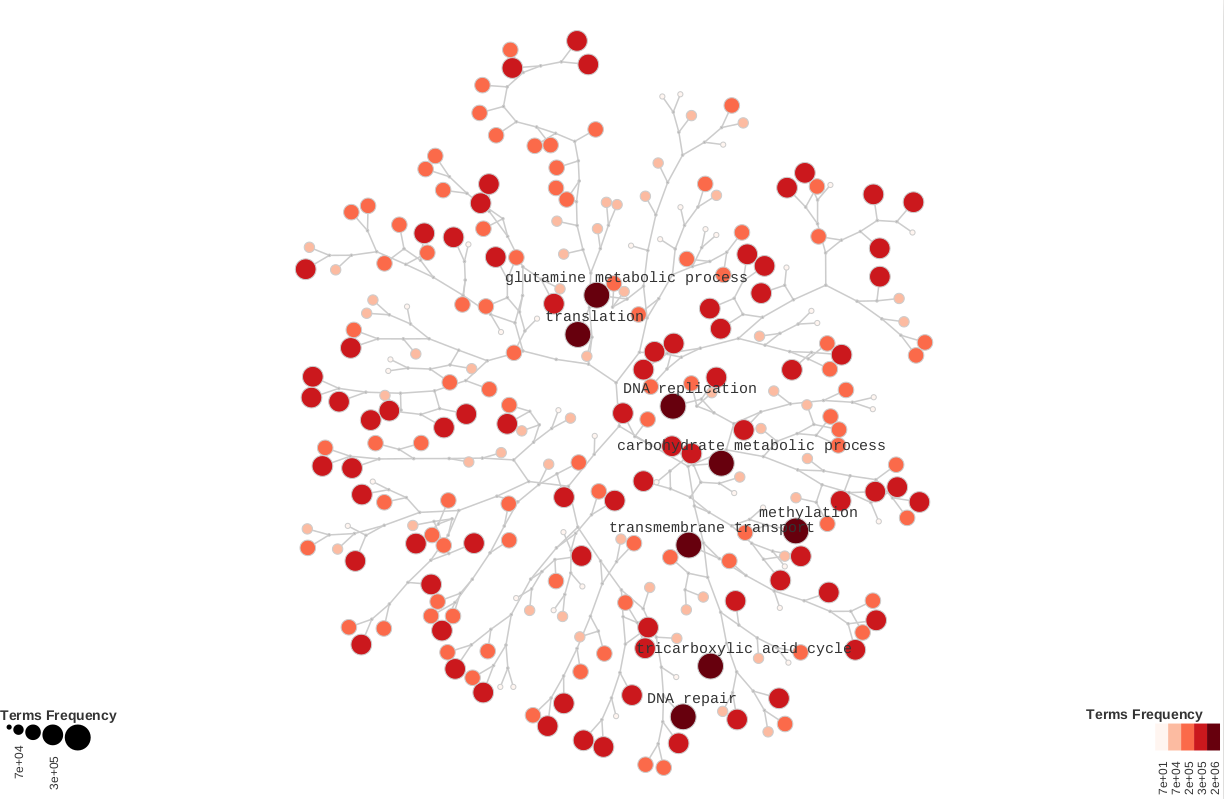 glutamine metabolic process
translation
DNA replication
carbohydrate metabolic process
methylation
transmembrane transport
tricarboxylic acid cycle
DNA repair
Terms Frequency
7e+04
3e+05
Terms Frequency
7e+01
7e+04
2e+05
3e+05
2e+06